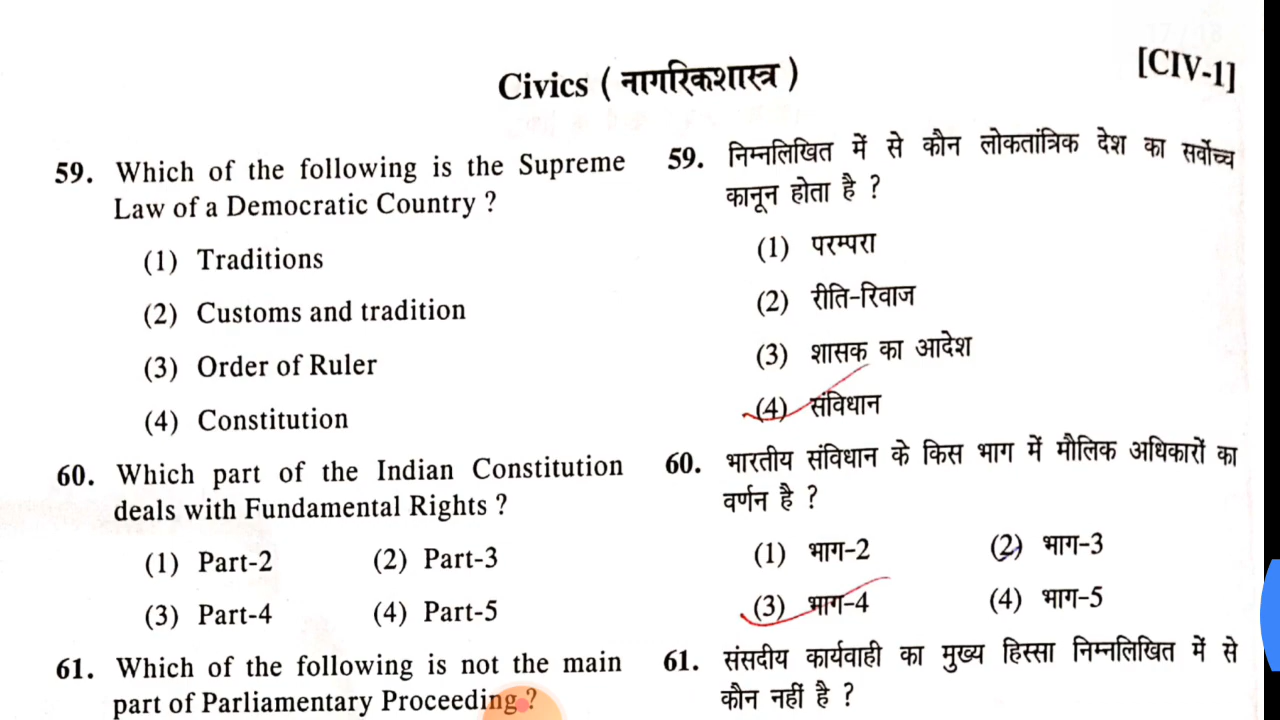 Civics ( नागरिकशास्त्र )
[CIV-1]
59. Which of the following is the Supreme
Law of a Democratic Country ?
(1) Traditions
(2) Customs and tradition
(3) Order of Ruler
(4) Constitution
60. Which part of the Indian Constitution
deals with Fundamental Rights ?
(1) Part-2 (2) Part-3
(3) Part-4 (4) Part-5
61. Which of the following is not the main
part of Parliamentary Proceeding ?
59. निम्नलिखित में से कौन लोकतांत्रिक देश का सर्वोच्च
कानून होता है ?
(1) परम्परा
(2) रीति-रिवाज
(3) शासक का आदेश
(4) संविधान
60. भारतीय संविधान के किस भाग में मौलिक अधिकारों का
वर्णन है ?
(1) भाग-2 (2) भाग-3
(3) भाग-4 (4) भाग-5
61. संसदीय कार्यवाही का मुख्य हिस्सा निम्नलिखित में से
कौन नहीं है ?